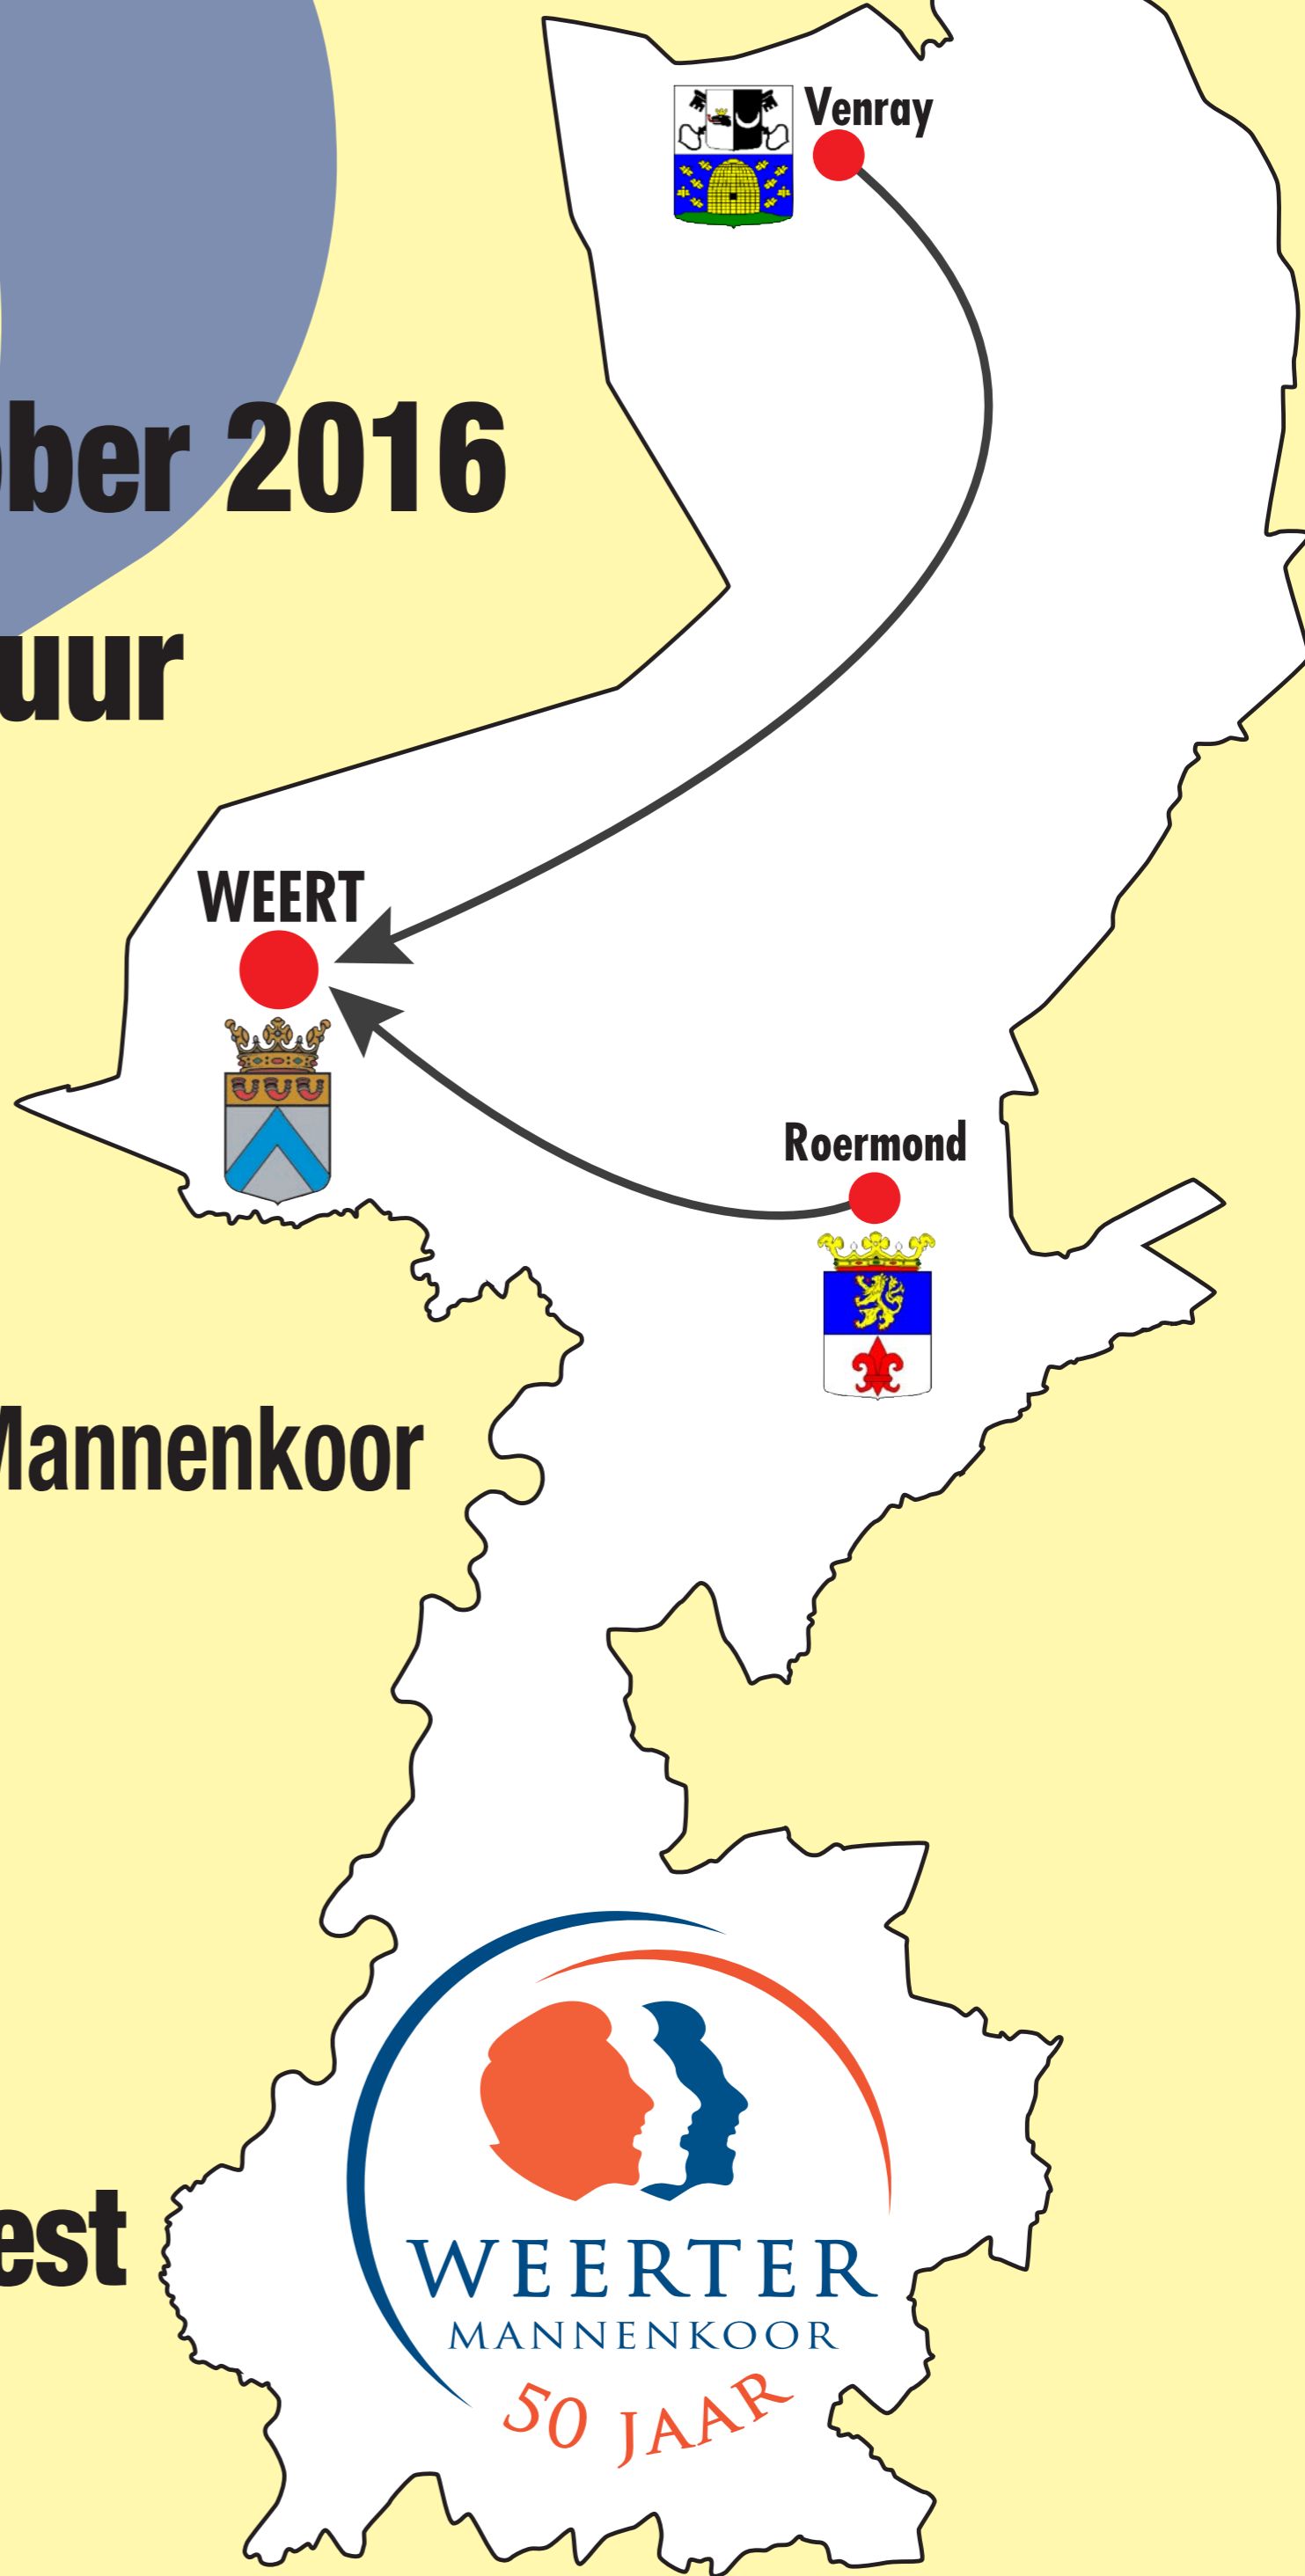 Venray
ber 2016
uur
WEERT
Roermond
Mannenkoor
est
WEERTER
MANNENKOOR
50 JAAR